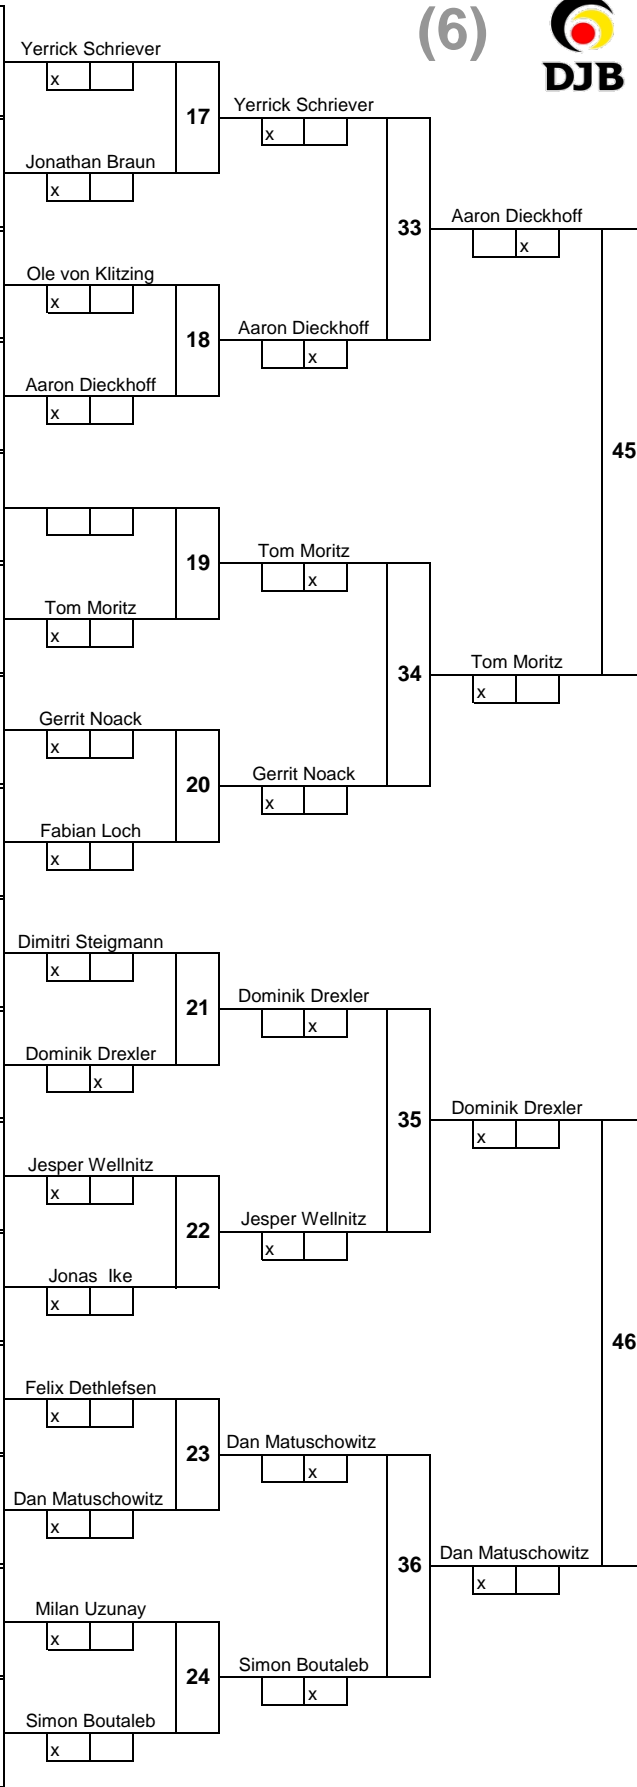 (6)
DJB
Yerrick Schriever
x
17
Yerrick Schriever
x
Jonathan Braun
x
33
Aaron Dieckhoff
x
Ole von Klitzing
x
18
Aaron Dieckhoff
x
Aaron Dieckhoff
x
45
19
Tom Moritz
x
Tom Moritz
x
34
Tom Moritz
x
Gerrit Noack
x
20
Gerrit Noack
x
Fabian Loch
x
Dimitri Steigmann
x
21
Dominik Drexler
x
Dominik Drexler
x
35
Dominik Drexler
x
Jesper Wellnitz
x
22
Jesper Wellnitz
x
Jonas  Ike
x
46
Felix Dethlefsen
x
23
Dan Matuschowitz
x
Dan Matuschowitz
x
36
Dan Matuschowitz
x
Milan Uzunay
x
24
Simon Boutaleb
x
Simon Boutaleb
x